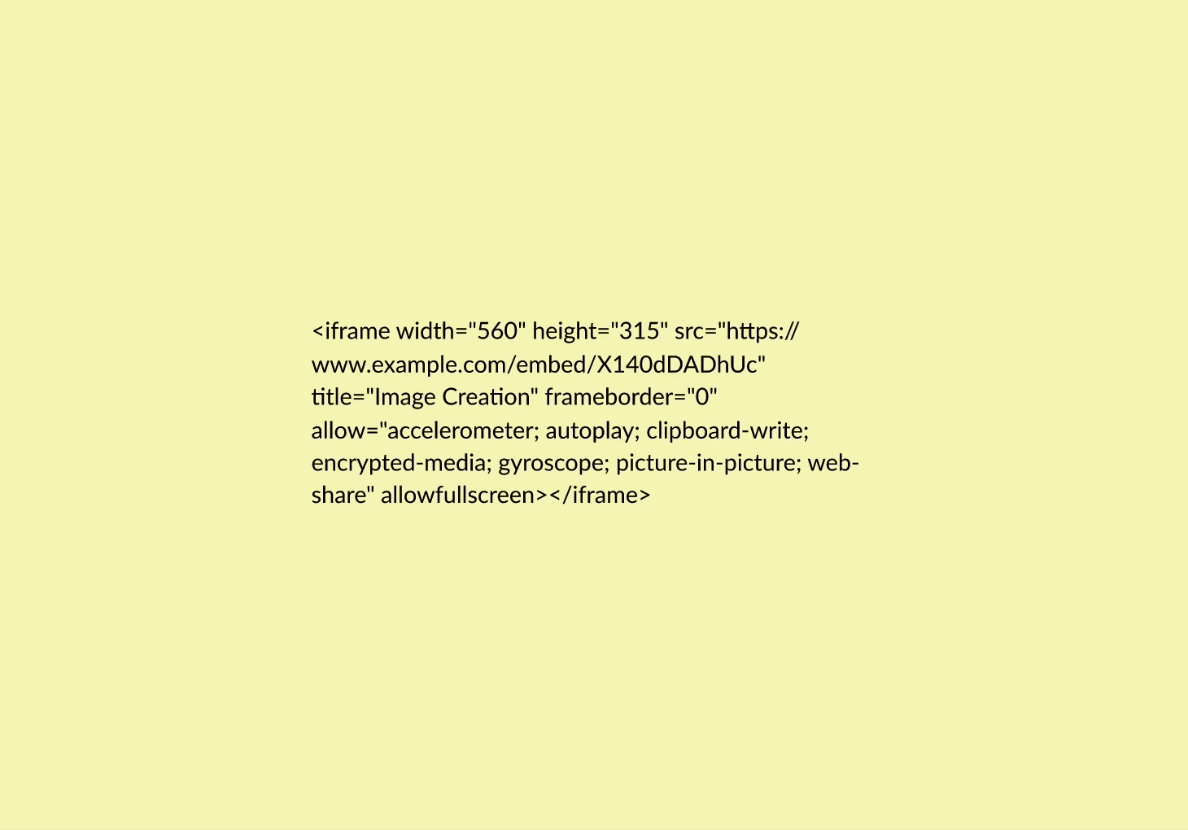 <iframe width="560" height="315" src="https://
www.example.com/embed/X140dDADhUc"
title="Image Creation" frameborder="0"
allow="accelerometer; autoplay; clipboard-write;
encrypted-media; gyroscope; picture-in-picture; web-
share" allowfullscreen></iframe>